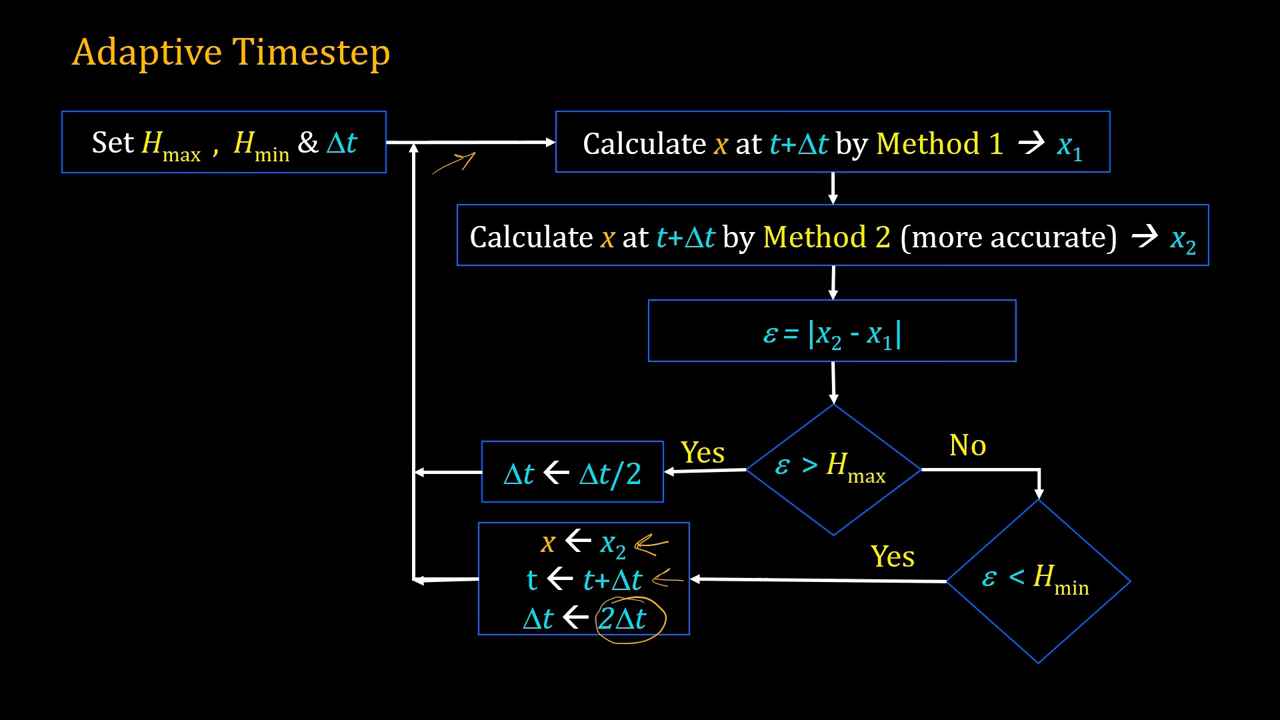 Adaptive Timestep
Set Hmax , Hmin & Δt
Calculate x at t+Δt by Method 1 → x1
Calculate x at t+Δt by Method 2 (more accurate) → x2
ε = |x2 - x1|
ε > Hmax
Yes
No
Δt ← Δt/2
ε < Hmin
Yes
x ← x2
t ← t+Δt
Δt ← 2Δt